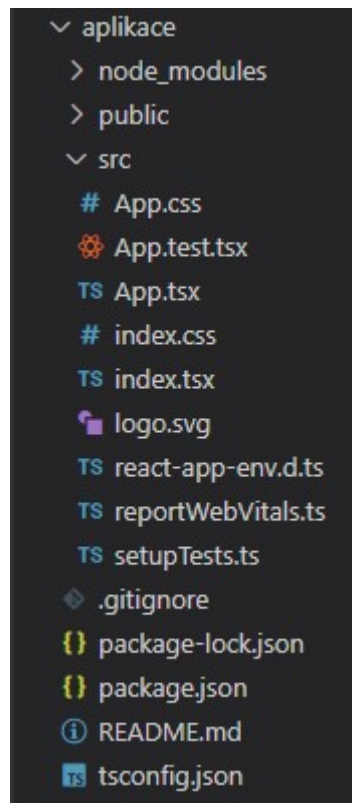 aplikace
node_modules
public
src
# App.css
App.test.tsx
TS App.tsx
# index.css
TS index.tsx
logo.svg
TS react-app-env.d.ts
TS reportWebVitals.ts
TS setupTests.ts
.gitignore
{} package-lock.json
{} package.json
README.md
TS tsconfig.json